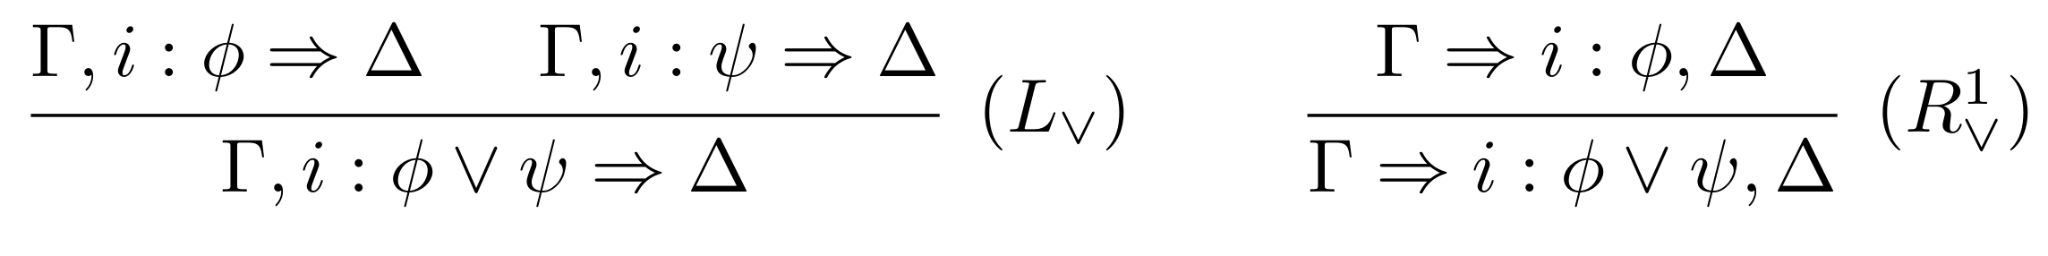 Γ, i : ϕ ⇒ Δ Γ, i : ψ ⇒ Δ Γ ⇒ i : ϕ, Δ
(L∨) (R¹∨)
Γ, i : ϕ ∨ ψ ⇒ Δ Γ ⇒ i : ϕ ∨ ψ, Δ